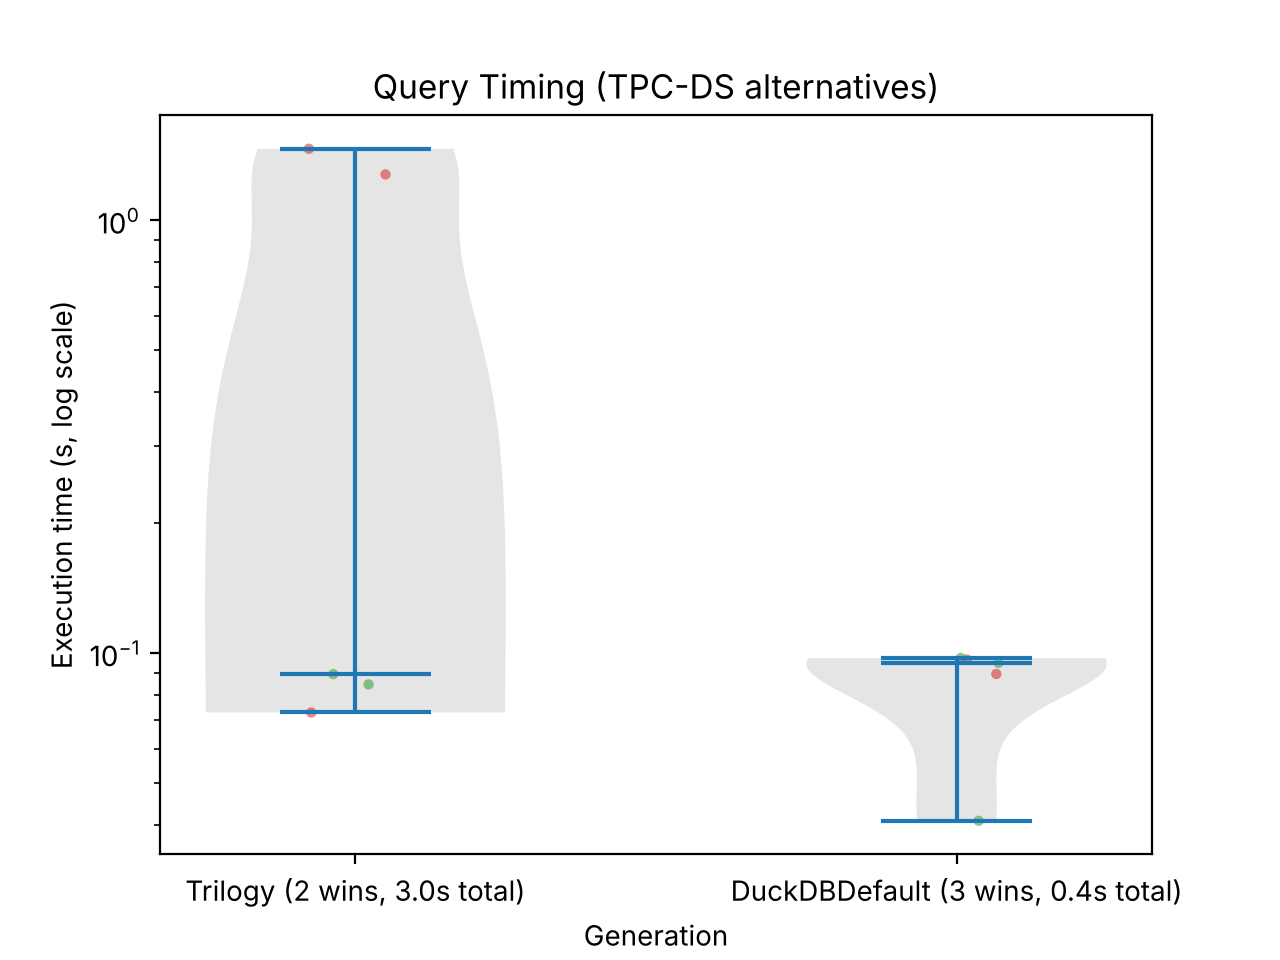 Query Timing (TPC-DS alternatives)
Execution time (s, log scale)
10⁰
10⁻¹
Trilogy (2 wins, 3.0s total)
DuckDBDefault (3 wins, 0.4s total)
Generation